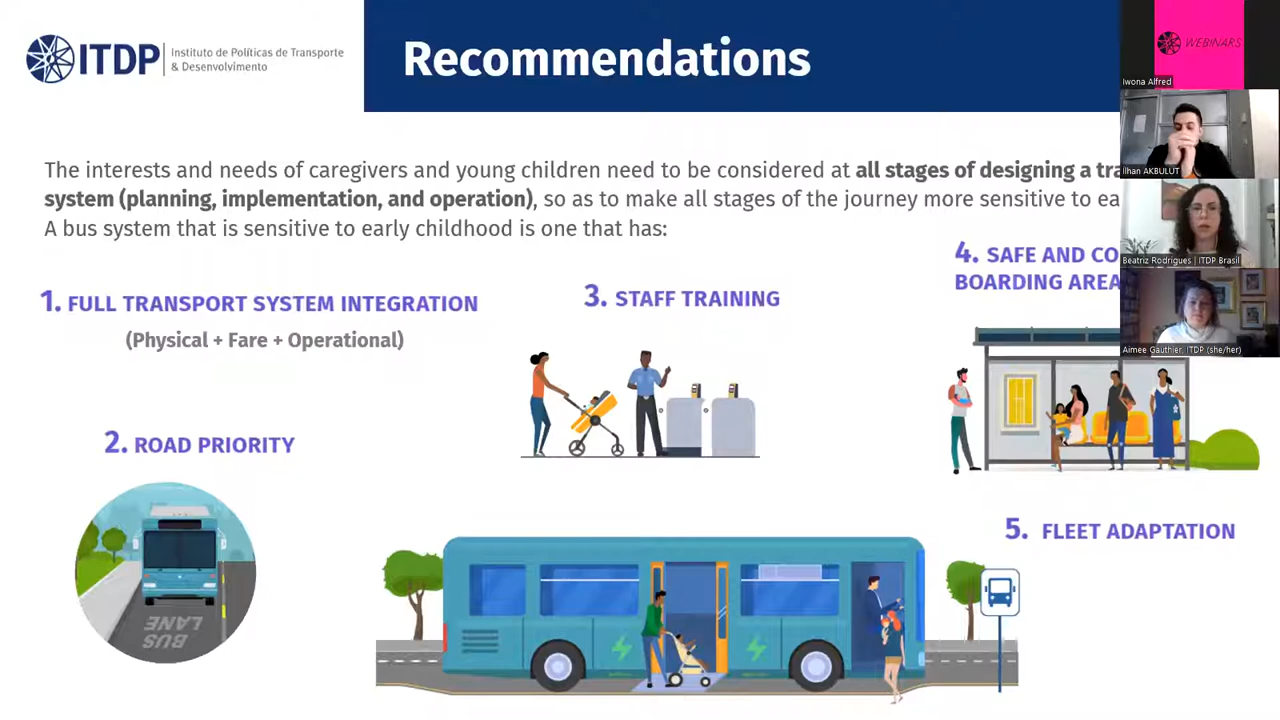 ITDP
Instituto de Políticas de Transporte
& Desenvolvimento
Recommendations
WEBINARS
Iwona Alfred
Ilhan AKBULUT
Beatriz Rodrigues | ITDP Brasil
Aimee Gauthier, ITDP (she/her)
The interests and needs of caregivers and young children need to be considered at all stages of designing a tra
system (planning, implementation, and operation), so as to make all stages of the journey more sensitive to ea
A bus system that is sensitive to early childhood is one that has:
1. FULL TRANSPORT SYSTEM INTEGRATION
(Physical + Fare + Operational)
2. ROAD PRIORITY
BUS
LANE
3. STAFF TRAINING
4. SAFE AND CO
BOARDING AREA
5. FLEET ADAPTATION